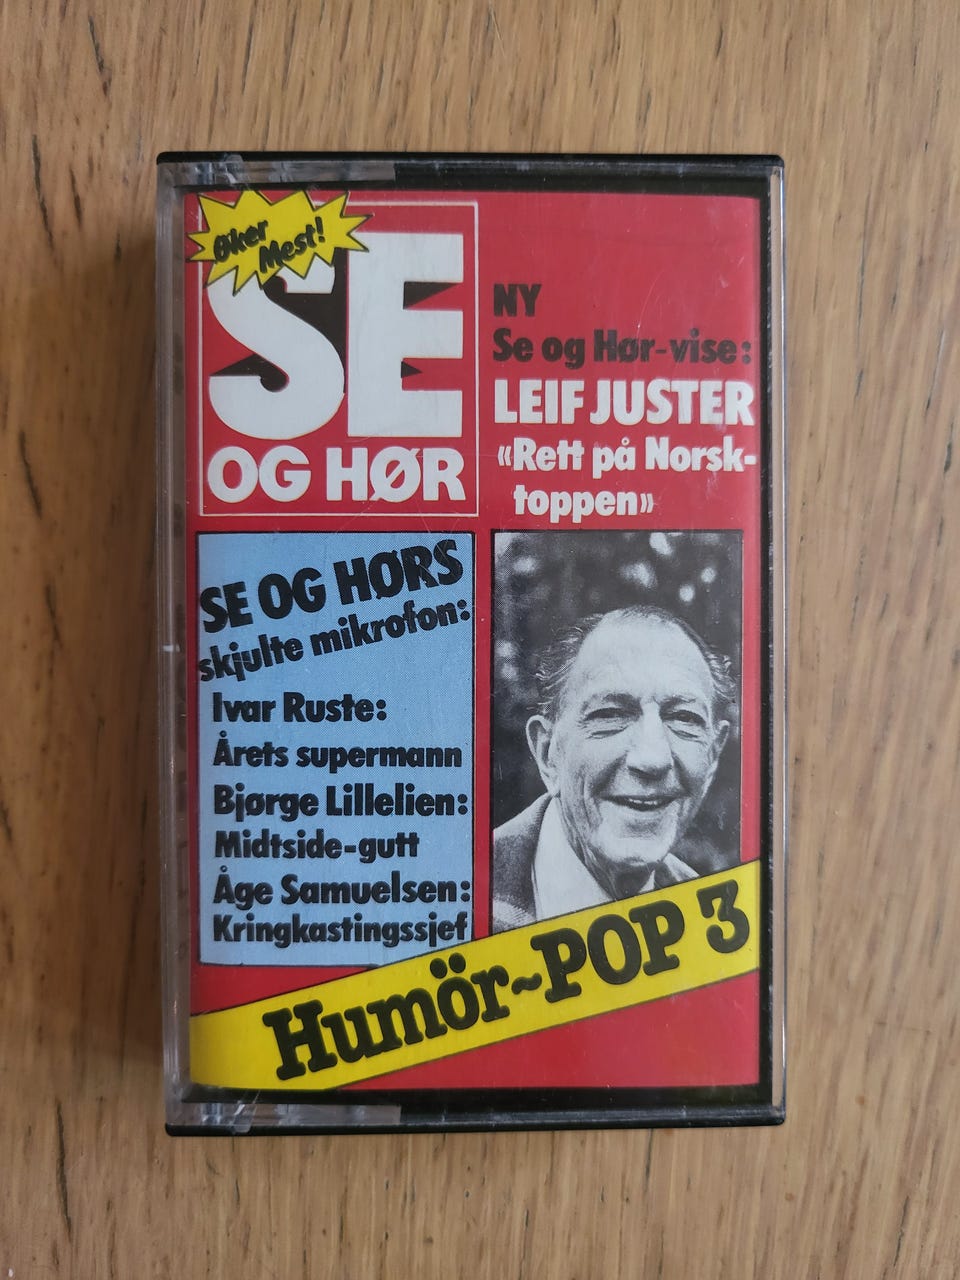 Øker
Mest!
SE
OG HØR
NY
Se og Hør-vise:
LEIF JUSTER
«Rett på Norsk-
toppen»
SE OG HØRS
skjulte mikrofon:
Ivar Ruste:
Årets supermann
Bjørge Lillelien:
Midtside-gutt
Åge Samuelsen:
Kringkastingssjef
Humör~POP 3